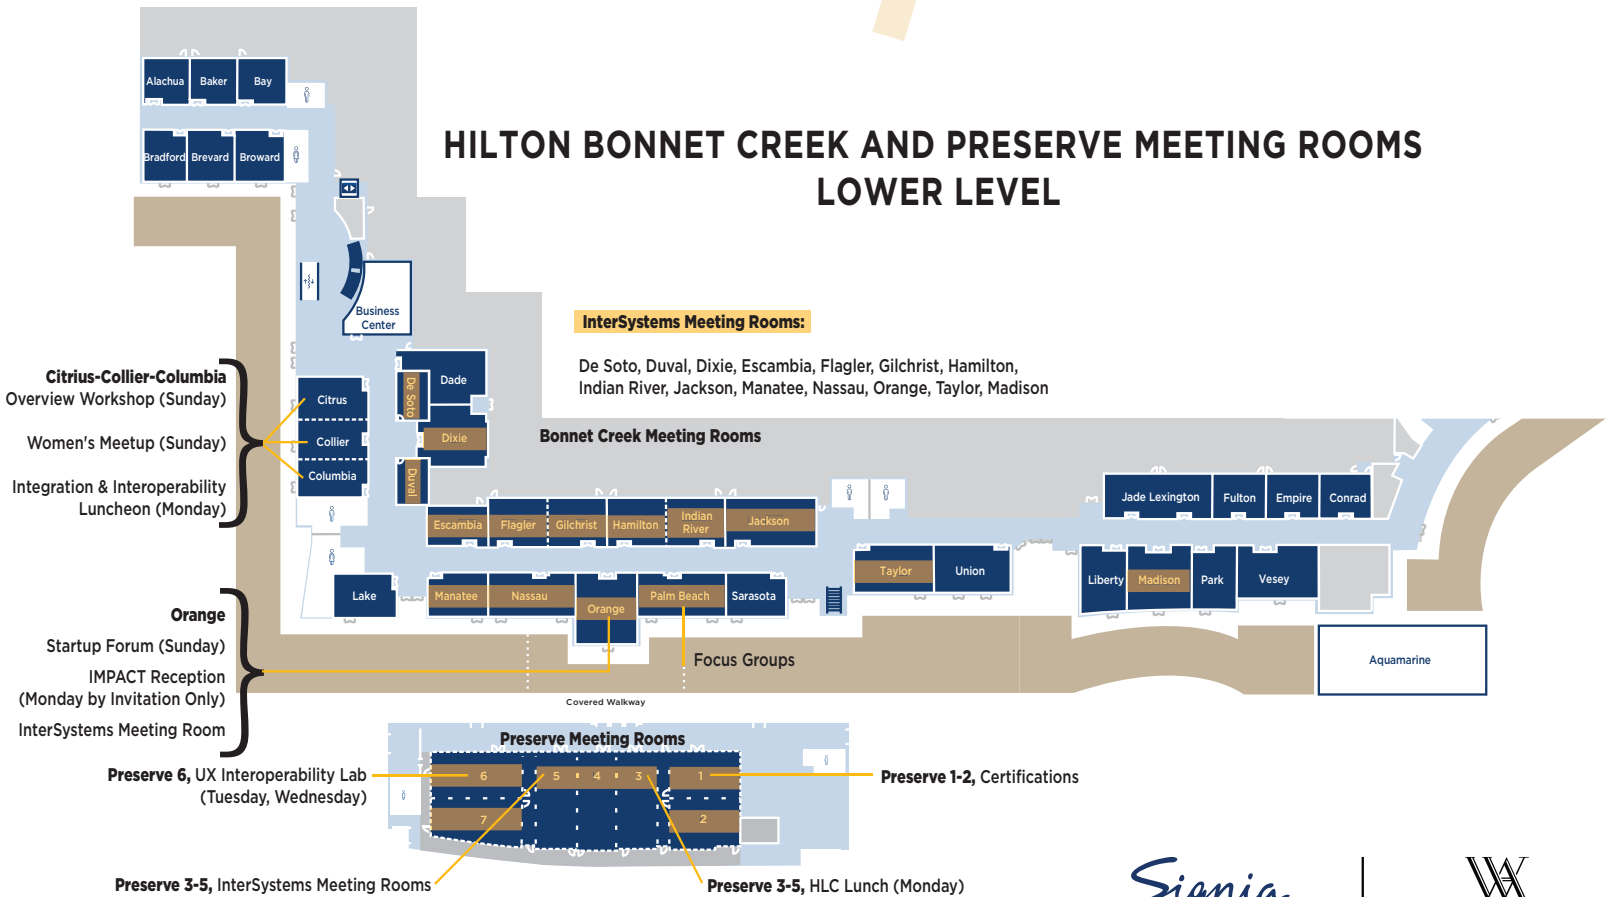 HILTON BONNET CREEK AND PRESERVE MEETING ROOMS
LOWER LEVEL
Alachua
Baker
Bay
Bradford
Brevard
Broward
Business
Center
InterSystems Meeting Rooms:
De Soto, Duval, Dixie, Escambia, Flagler, Gilchrist, Hamilton,
Indian River, Jackson, Manatee, Nassau, Orange, Taylor, Madison
Bonnet Creek Meeting Rooms
Citrius-Collier-Columbia
Overview Workshop (Sunday)
Women's Meetup (Sunday)
Integration & Interoperability
Luncheon (Monday)
Citrus
Collier
Columbia
De Soto
Dade
Dixie
Duval
Escambia
Flagler
Gilchrist
Hamilton
Indian
River
Jackson
Jade Lexington
Fulton
Empire
Conrad
Taylor
Union
Liberty
Madison
Park
Vesey
Lake
Manatee
Nassau
Orange
Palm Beach
Sarasota
Aquamarine
Orange
Startup Forum (Sunday)
IMPACT Reception
(Monday by Invitation Only)
InterSystems Meeting Room
Focus Groups
Covered Walkway
Preserve Meeting Rooms
6
5
4
3
1
7
2
Preserve 6, UX Interoperability Lab
(Tuesday, Wednesday)
Preserve 1-2, Certifications
Preserve 3-5, InterSystems Meeting Rooms
Preserve 3-5, HLC Lunch (Monday)
Signia